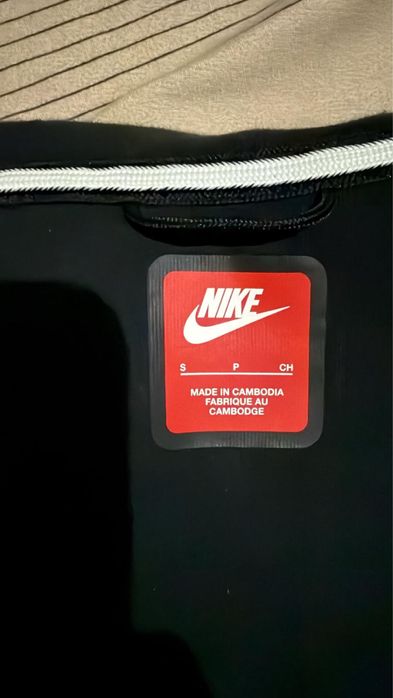 NIKE
S P CH
MADE IN CAMBODIA
FABRIQUE AU
CAMBODGE